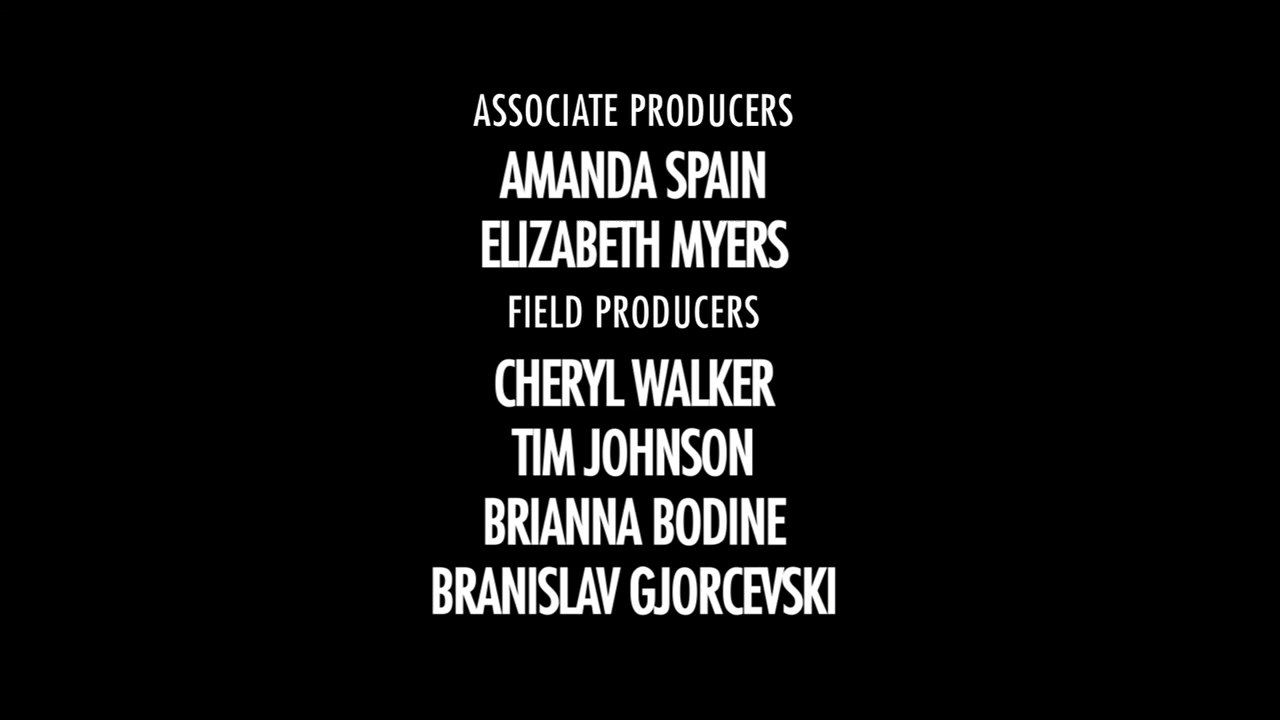 ASSOCIATE PRODUCERS
AMANDA SPAIN
ELIZABETH MYERS
FIELD PRODUCERS
CHERYL WALKER
TIM JOHNSON
BRIANNA BODINE
BRANISLAV GJORCEVSKI